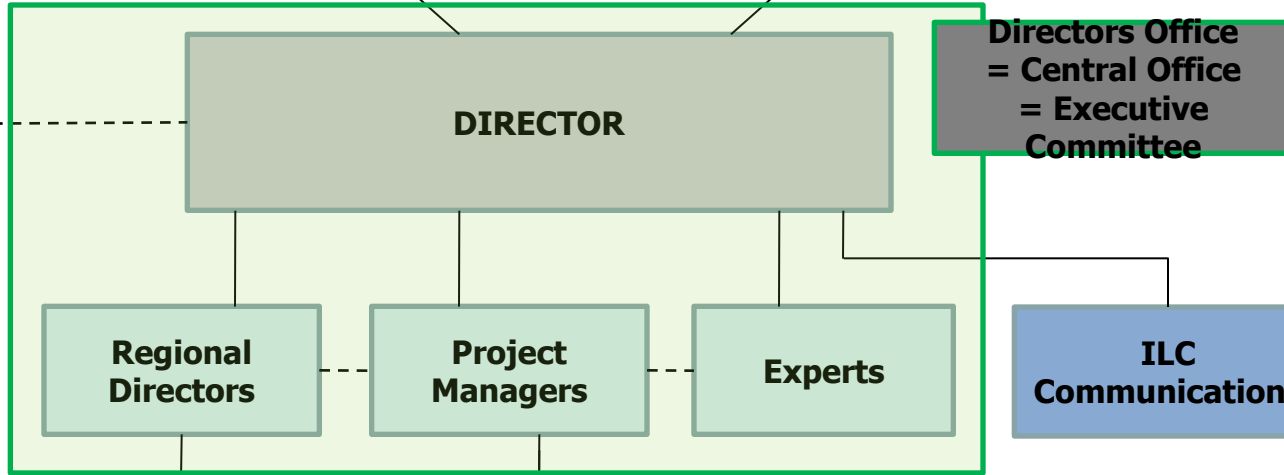 Directors Office
= Central Office
= Executive
Committee
DIRECTOR
Regional
Directors
Project
Managers
Experts
ILC
Communication